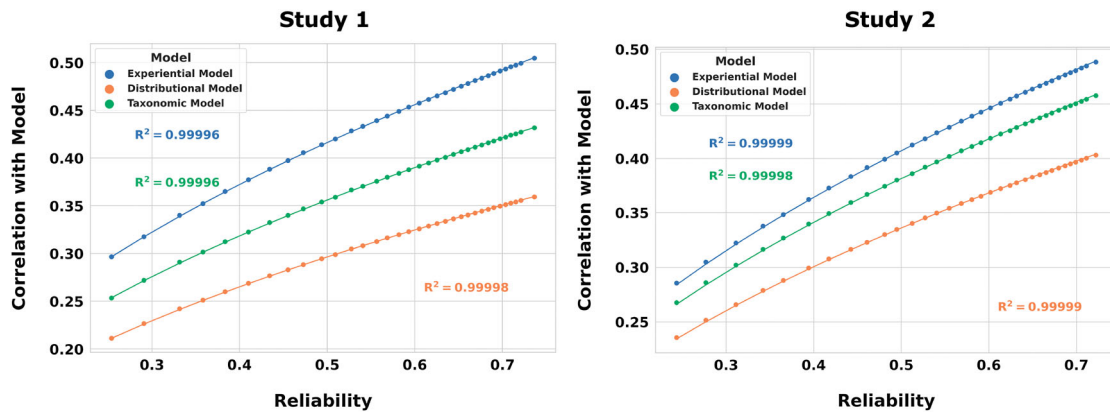 Study 1
Correlation with Model
0.50
0.45
0.40
0.35
0.30
0.25
0.20
Model
Experiential Model
Distributional Model
Taxonomic Model
R² = 0.99996
R² = 0.99996
R² = 0.99998
0.3
0.4
0.5
0.6
0.7
Reliability
Study 2
Correlation with Model
0.50
0.45
0.40
0.35
0.30
0.25
Model
Experiential Model
Distributional Model
Taxonomic Model
R² = 0.99999
R² = 0.99998
R² = 0.99999
0.3
0.4
0.5
0.6
0.7
Reliability